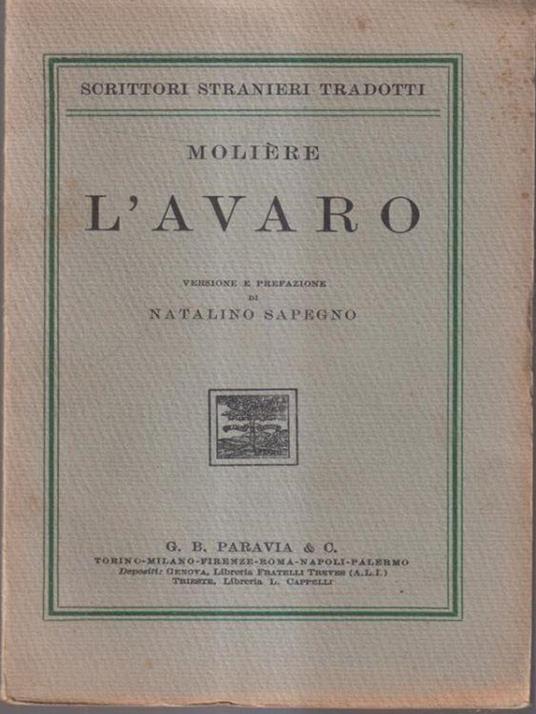 SCRITTORI STRANIERI TRADOTTI
MOLIÈRE
L'AVARO
VERSIONE E PREFAZIONE
DI
NATALINO SAPEGNO
G. B. PARAVIA & C.
TORINO-MILANO-FIRENZE-ROMA-NAPOLI-PALERMO
Depositi: GENOVA, Libreria FRATELLI TREVES (A.L.I.)
TRIESTE, Libreria L. CAPPELLI